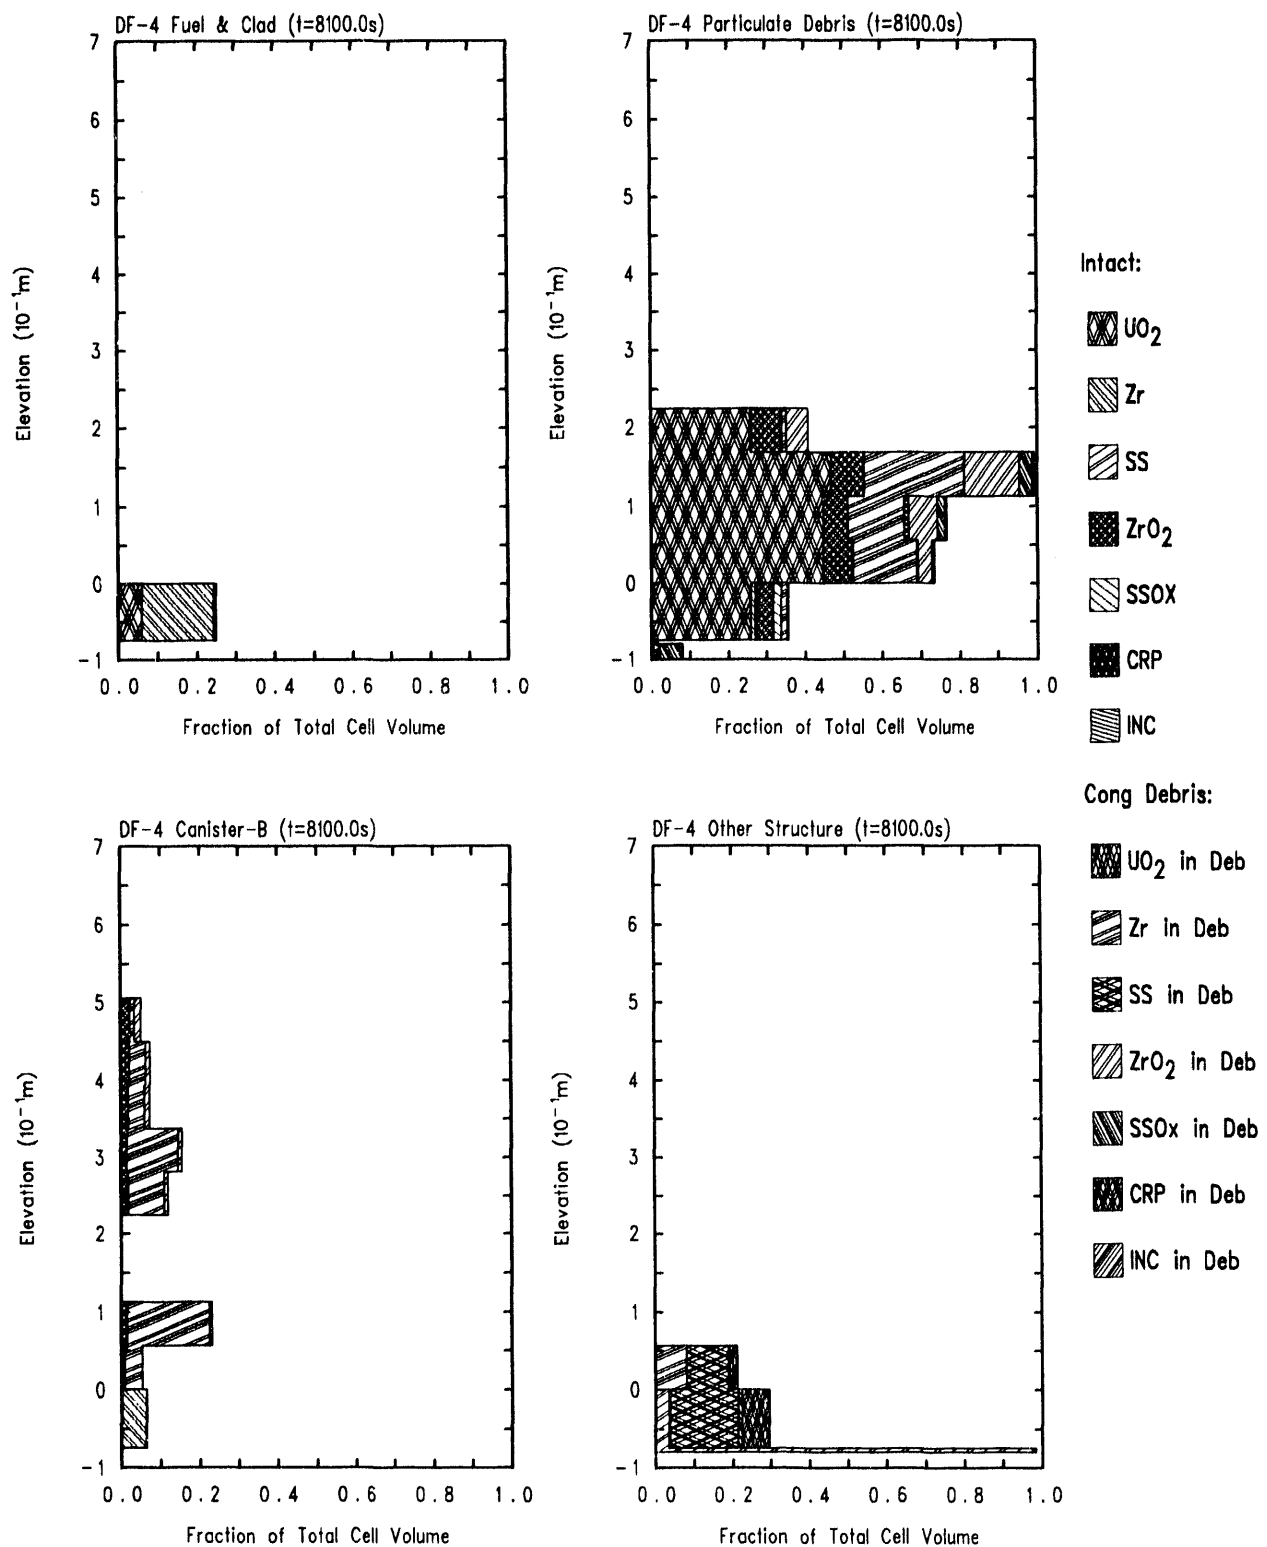 DF-4 Fuel & Clad (t=8100.0s)
7
6
5
4
3
2
1
0
-1
Elevation (10⁻¹m)
0.0 0.2 0.4 0.6 0.8 1.0
Fraction of Total Cell Volume
DF-4 Particulate Debris (t=8100.0s)
7
6
5
4
3
2
1
0
-1
Elevation (10⁻¹m)
0.0 0.2 0.4 0.6 0.8 1.0
Fraction of Total Cell Volume
DF-4 Canister-B (t=8100.0s)
7
6
5
4
3
2
1
0
-1
Elevation (10⁻¹m)
0.0 0.2 0.4 0.6 0.8 1.0
Fraction of Total Cell Volume
DF-4 Other Structure (t=8100.0s)
7
6
5
4
3
2
1
0
-1
Elevation (10⁻¹m)
0.0 0.2 0.4 0.6 0.8 1.0
Fraction of Total Cell Volume
Intact:
UO₂
Zr
SS
ZrO₂
SSOX
CRP
INC
Cong Debris:
UO₂ in Deb
Zr in Deb
SS in Deb
ZrO₂ in Deb
SSOx in Deb
CRP in Deb
INC in Deb